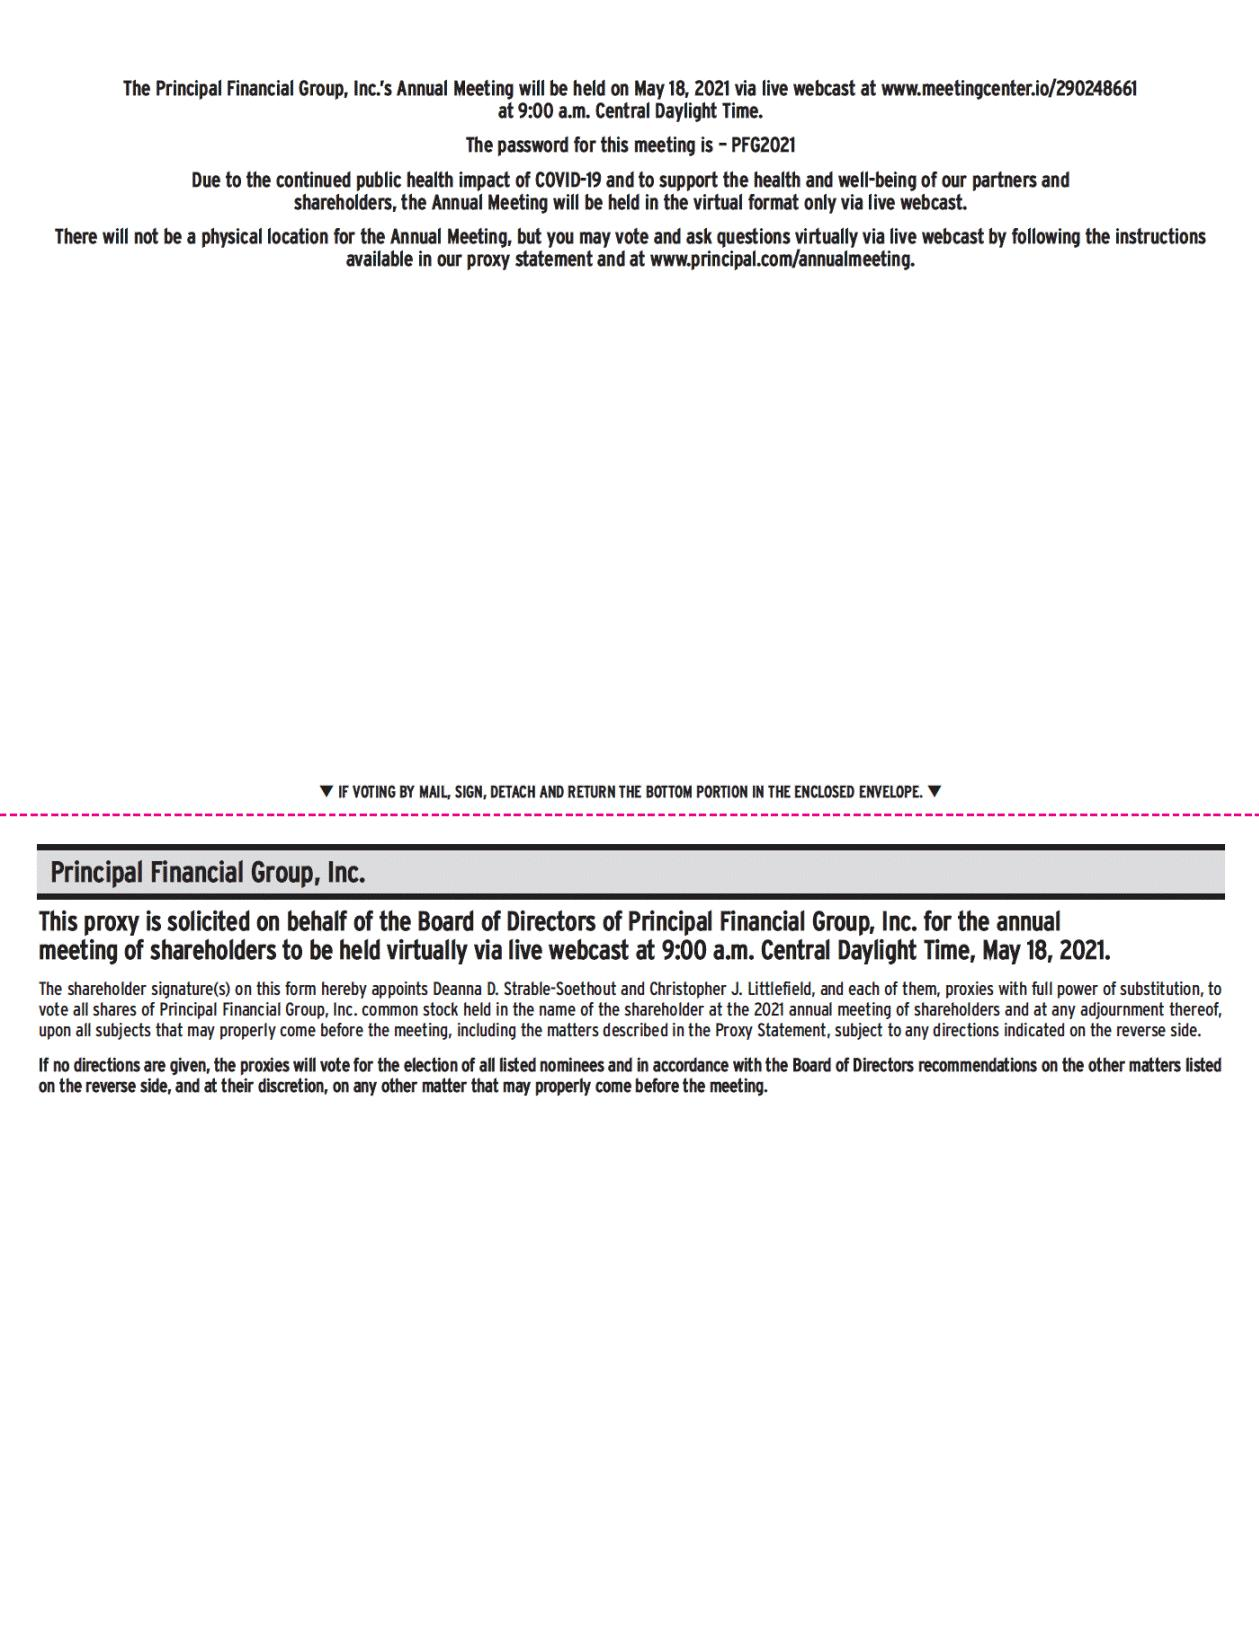 The Principal Financial Group, Inc.'s Annual Meeting will be held on May 18, 2021 via live webcast at www.meetingcenter.io/290248661
at 9:00 a.m. Central Daylight Time.
The password for this meeting is – PFG2021
Due to the continued public health impact of COVID-19 and to support the health and well-being of our partners and
shareholders, the Annual Meeting will be held in the virtual format only via live webcast.
There will not be a physical location for the Annual Meeting, but you may vote and ask questions virtually via live webcast by following the instructions
available in our proxy statement and at www.principal.com/annualmeeting.
▼ IF VOTING BY MAIL, SIGN, DETACH AND RETURN THE BOTTOM PORTION IN THE ENCLOSED ENVELOPE. ▼
Principal Financial Group, Inc.
This proxy is solicited on behalf of the Board of Directors of Principal Financial Group, Inc. for the annual
meeting of shareholders to be held virtually via live webcast at 9:00 a.m. Central Daylight Time, May 18, 2021.
The shareholder signature(s) on this form hereby appoints Deanna D. Strable-Soethout and Christopher J. Littlefield, and each of them, proxies with full power of substitution, to
vote all shares of Principal Financial Group, Inc. common stock held in the name of the shareholder at the 2021 annual meeting of shareholders and at any adjournment thereof,
upon all subjects that may properly come before the meeting, including the matters described in the Proxy Statement, subject to any directions indicated on the reverse side.
If no directions are given, the proxies will vote for the election of all listed nominees and in accordance with the Board of Directors recommendations on the other matters listed
on the reverse side, and at their discretion, on any other matter that may properly come before the meeting.